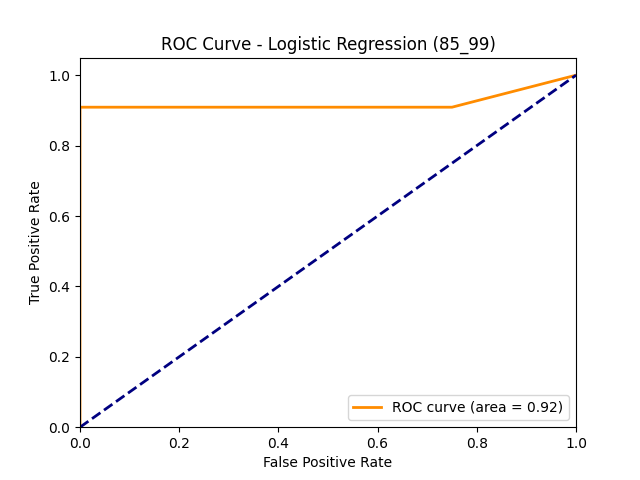 ROC Curve - Logistic Regression (85_99)
True Positive Rate
1.0
0.8
0.6
0.4
0.2
0.0
0.0 0.2 0.4 0.6 0.8 1.0
False Positive Rate
ROC curve (area = 0.92)